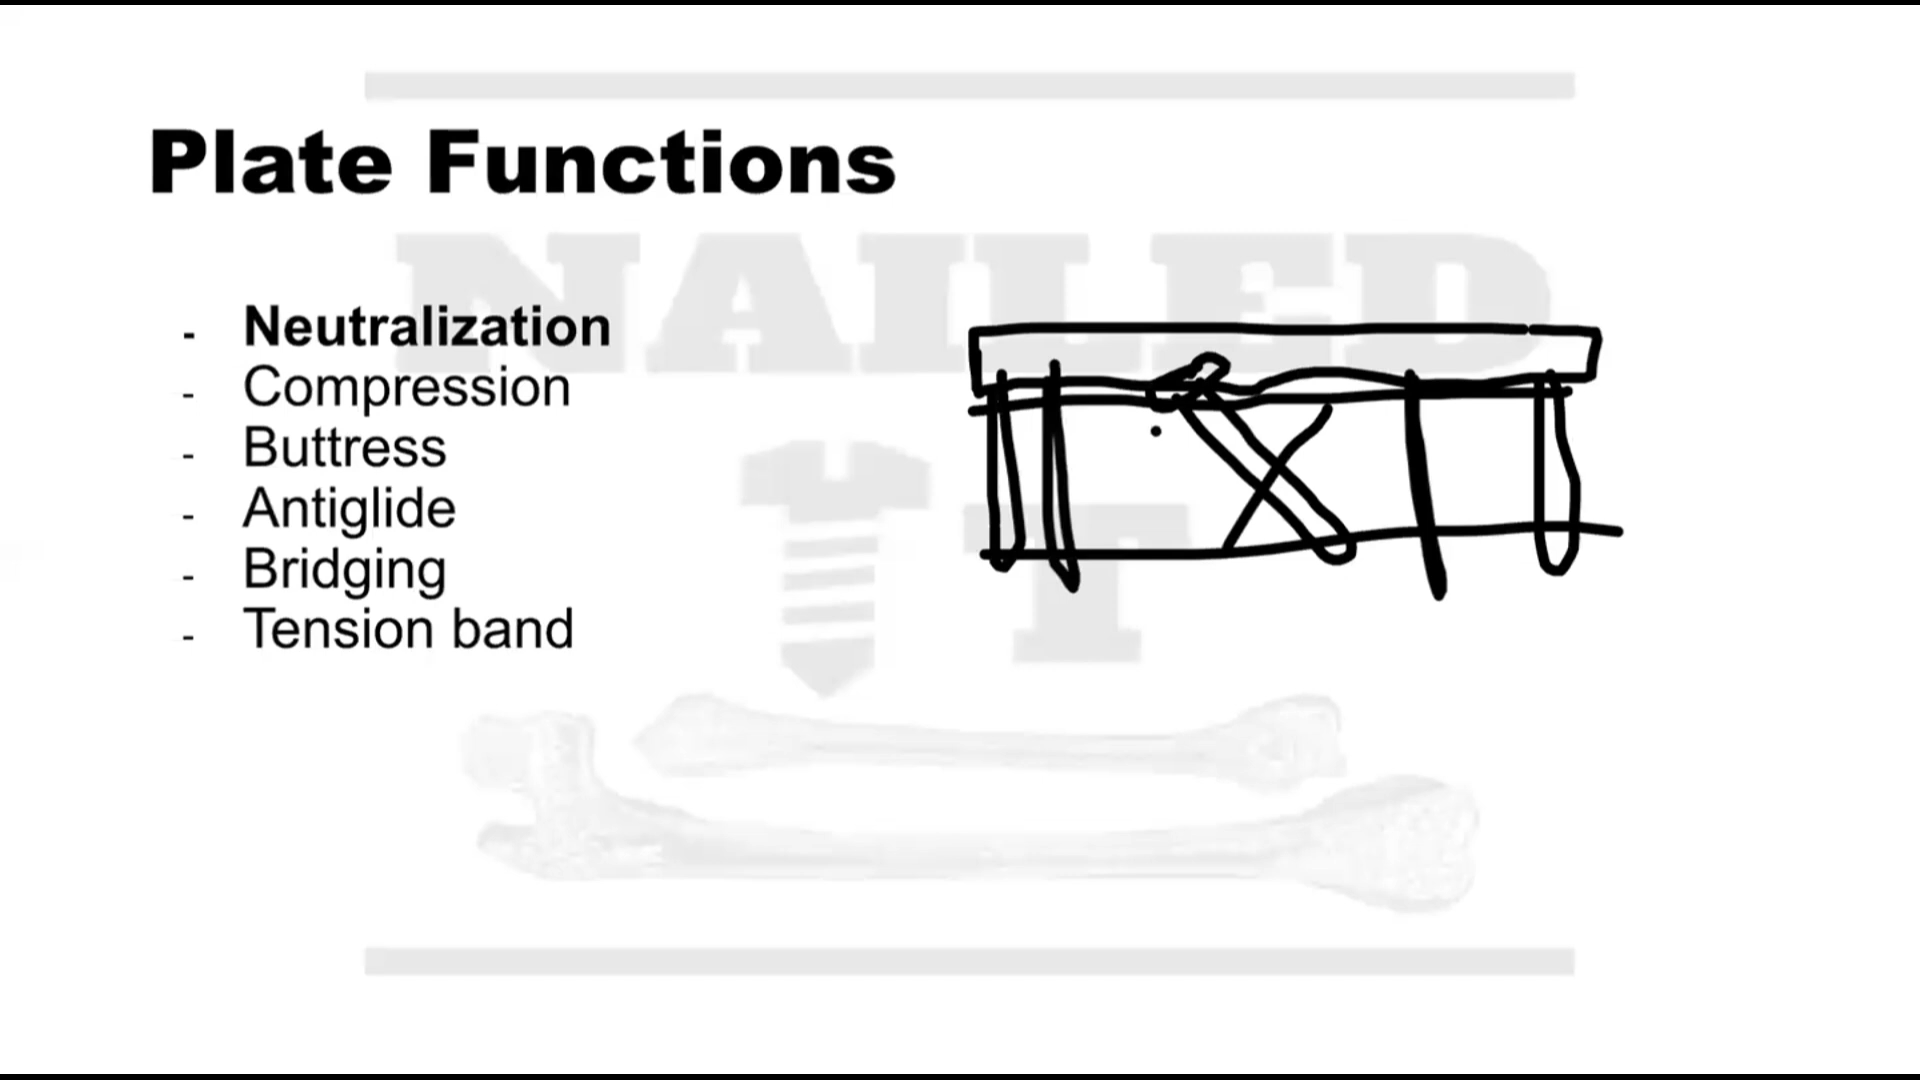 Plate Functions
NAILED
IT
- Neutralization
- Compression
- Buttress
- Antiglide
- Bridging
- Tension band